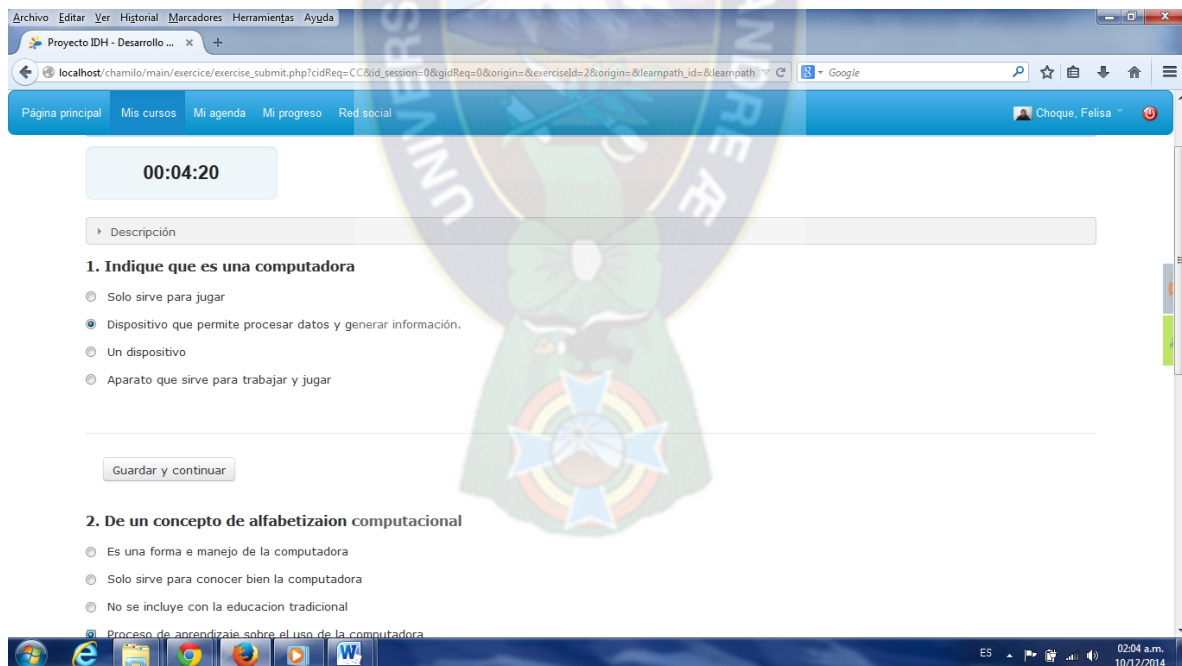 Archivo Editar Ver Historial Marcadores Herramientas Ayuda
Proyecto IDH - Desarrollo ... × +
localhost/chamilo/main/exercice/exercise_submit.php?cidReq=CC&id_session=0&gidReq=0&origin=&exerciseId=2&origin=&learnpath_id=&learnpath
Google
Página principal Mis cursos Mi agenda Mi progreso Red social Choque, Felisa
00:04:20
Descripción
1. Indique que es una computadora
Solo sirve para jugar
Dispositivo que permite procesar datos y generar información.
Un dispositivo
Aparato que sirve para trabajar y jugar
Guardar y continuar
2. De un concepto de alfabetizaion computacional
Es una forma e manejo de la computadora
Solo sirve para conocer bien la computadora
No se incluye con la educacion tradicional
Proceso de aprendizaje sobre el uso de la computadora
ES 02:04 a.m.
10/12/2014
UNIVERS
ANDRÆ